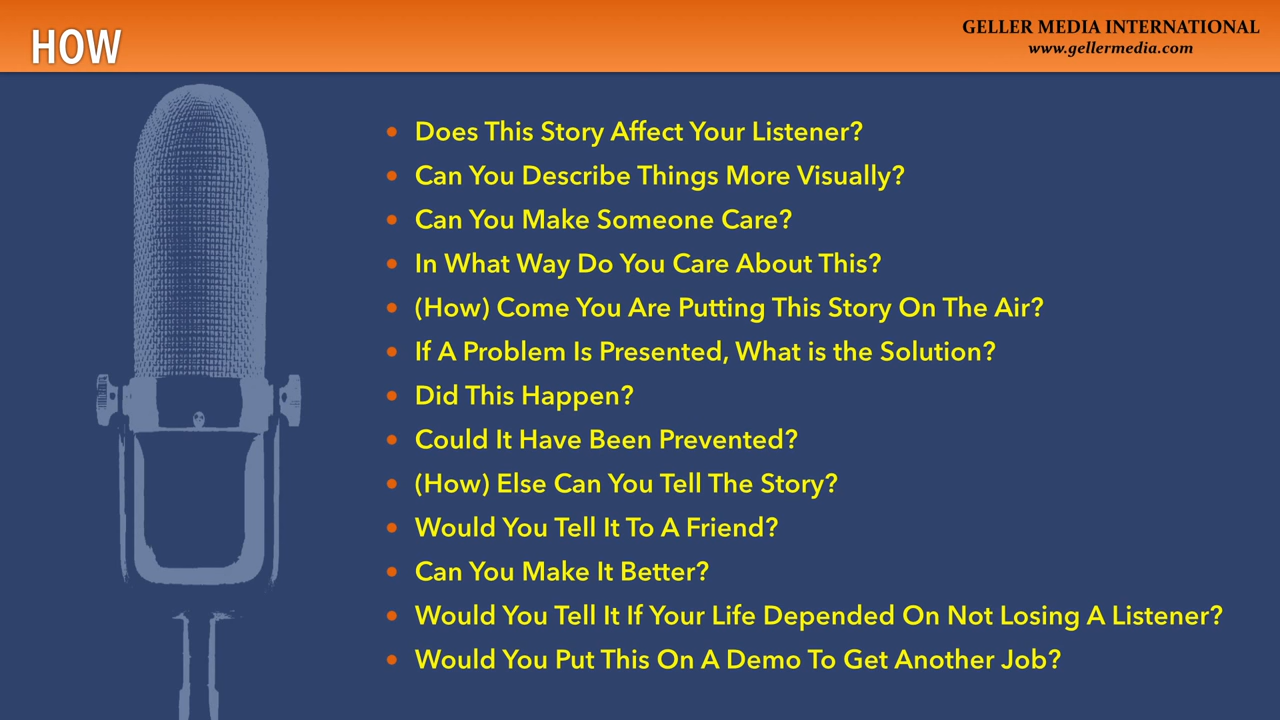 HOW
GELLER MEDIA INTERNATIONAL
www.gellermedia.com
Does This Story Affect Your Listener?
Can You Describe Things More Visually?
Can You Make Someone Care?
In What Way Do You Care About This?
(How) Come You Are Putting This Story On The Air?
If A Problem Is Presented, What is the Solution?
Did This Happen?
Could It Have Been Prevented?
(How) Else Can You Tell The Story?
Would You Tell It To A Friend?
Can You Make It Better?
Would You Tell It If Your Life Depended On Not Losing A Listener?
Would You Put This On A Demo To Get Another Job?